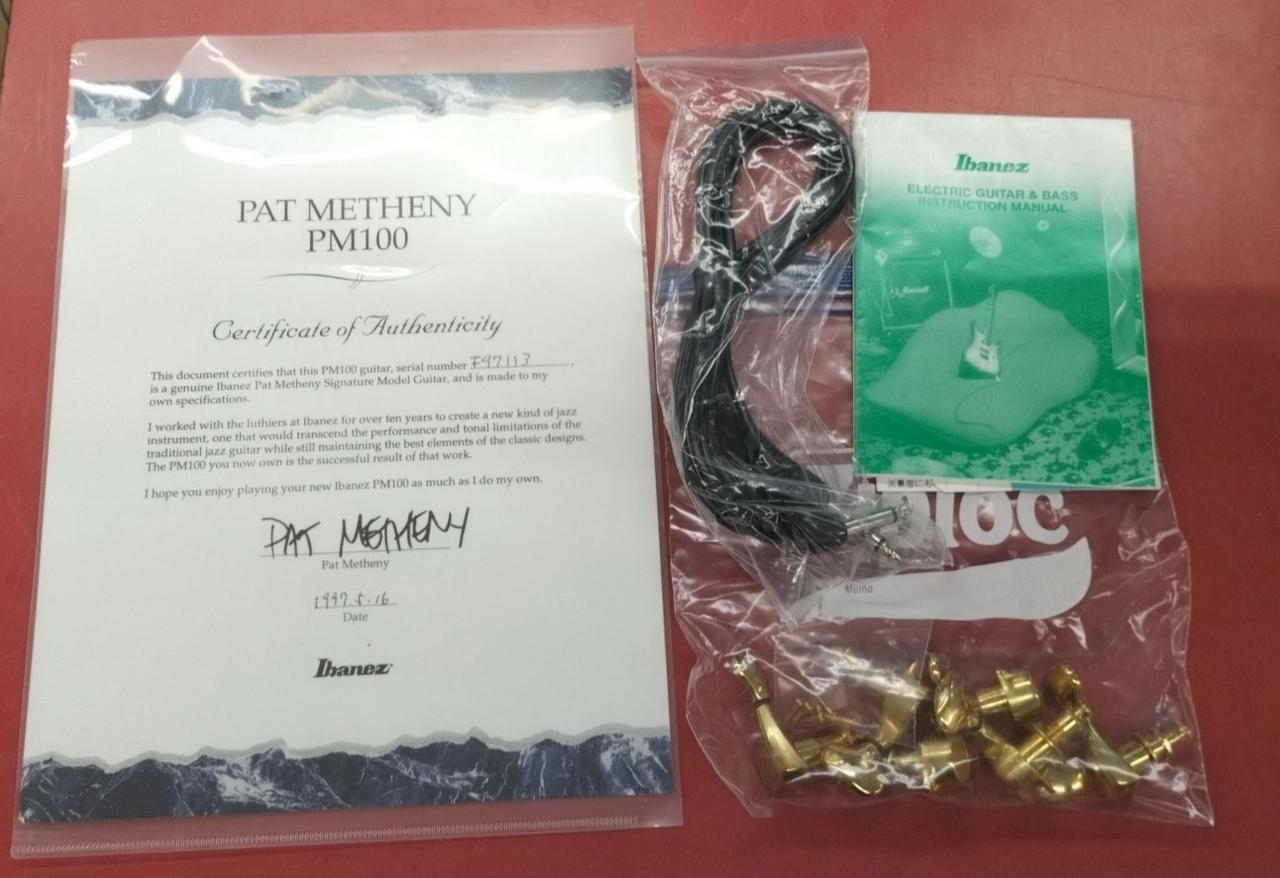 PAT METHENY
PM100
Certificate of Authenticity
This document certifies that this PM100 guitar, serial number F97113.
is a genuine Ibanez Pat Metheny Signature Model Guitar, and is made to my
own specifications.
I worked with the luthiers at Ibanez for over ten years to create a new kind of jazz
instrument, one that would transcend the performance and tonal limitations of the
traditional jazz guitar while still maintaining the best elements of the classic designs.
The PM100 you now own is the successful result of that work.
I hope you enjoy playing your new Ibanez PM100 as much as I do my own.
PAT METHENY
Pat Metheny
1997.5.16
Date
Ibanez
Ibanez
ELECTRIC GUITAR & BASS
INSTRUCTION MANUAL
Marshall